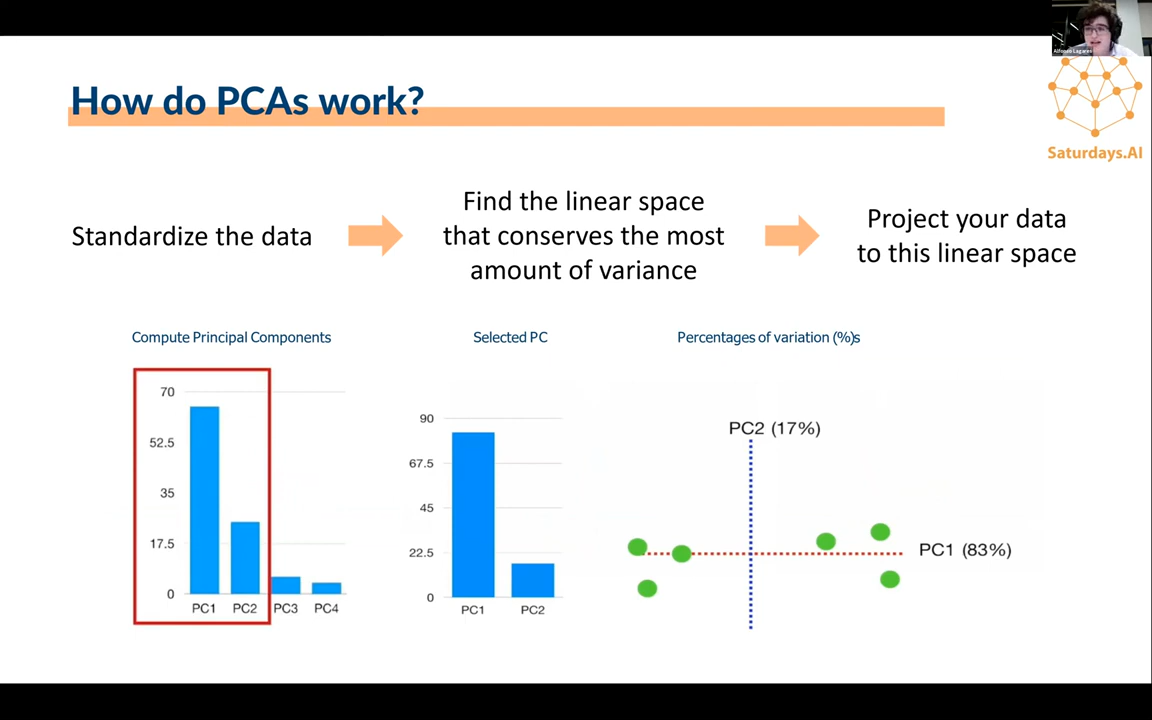 Alfonso Lagares
How do PCAs work?
Saturdays.AI
Standardize the data
Find the linear space
that conserves the most
amount of variance
Project your data
to this linear space
Compute Principal Components
70
52.5
35
17.5
0
PC1 PC2 PC3 PC4
Selected PC
90
67.5
45
22.5
0
PC1 PC2
Percentages of variation (%)s
PC2 (17%)
PC1 (83%)